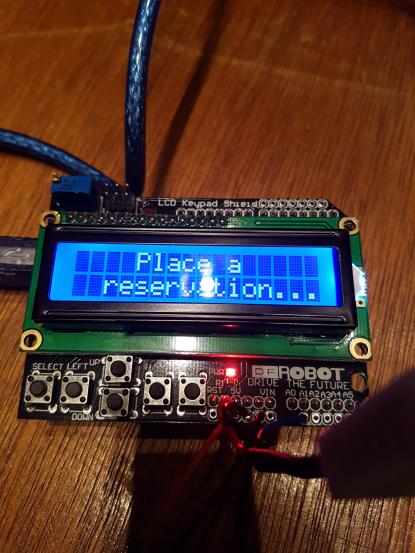 LCD Keypad Shield
Place a
reservation...
SELECT LEFT UP
DOWN
RST 5V VIN A0 A1 A2 A3 A4 A5
DFROBOT
DRIVE THE FUTURE